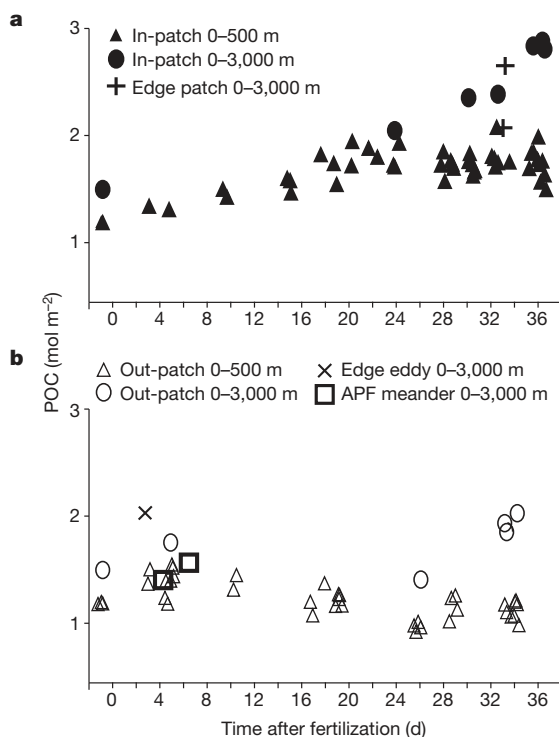 a
In-patch 0–500 m
In-patch 0–3,000 m
Edge patch 0–3,000 m
3
2
1
0 4 8 12 16 20 24 28 32 36
POC (mol m⁻²)
b
Out-patch 0–500 m Edge eddy 0–3,000 m
Out-patch 0–3,000 m APF meander 0–3,000 m
3
2
1
0 4 8 12 16 20 24 28 32 36
Time after fertilization (d)